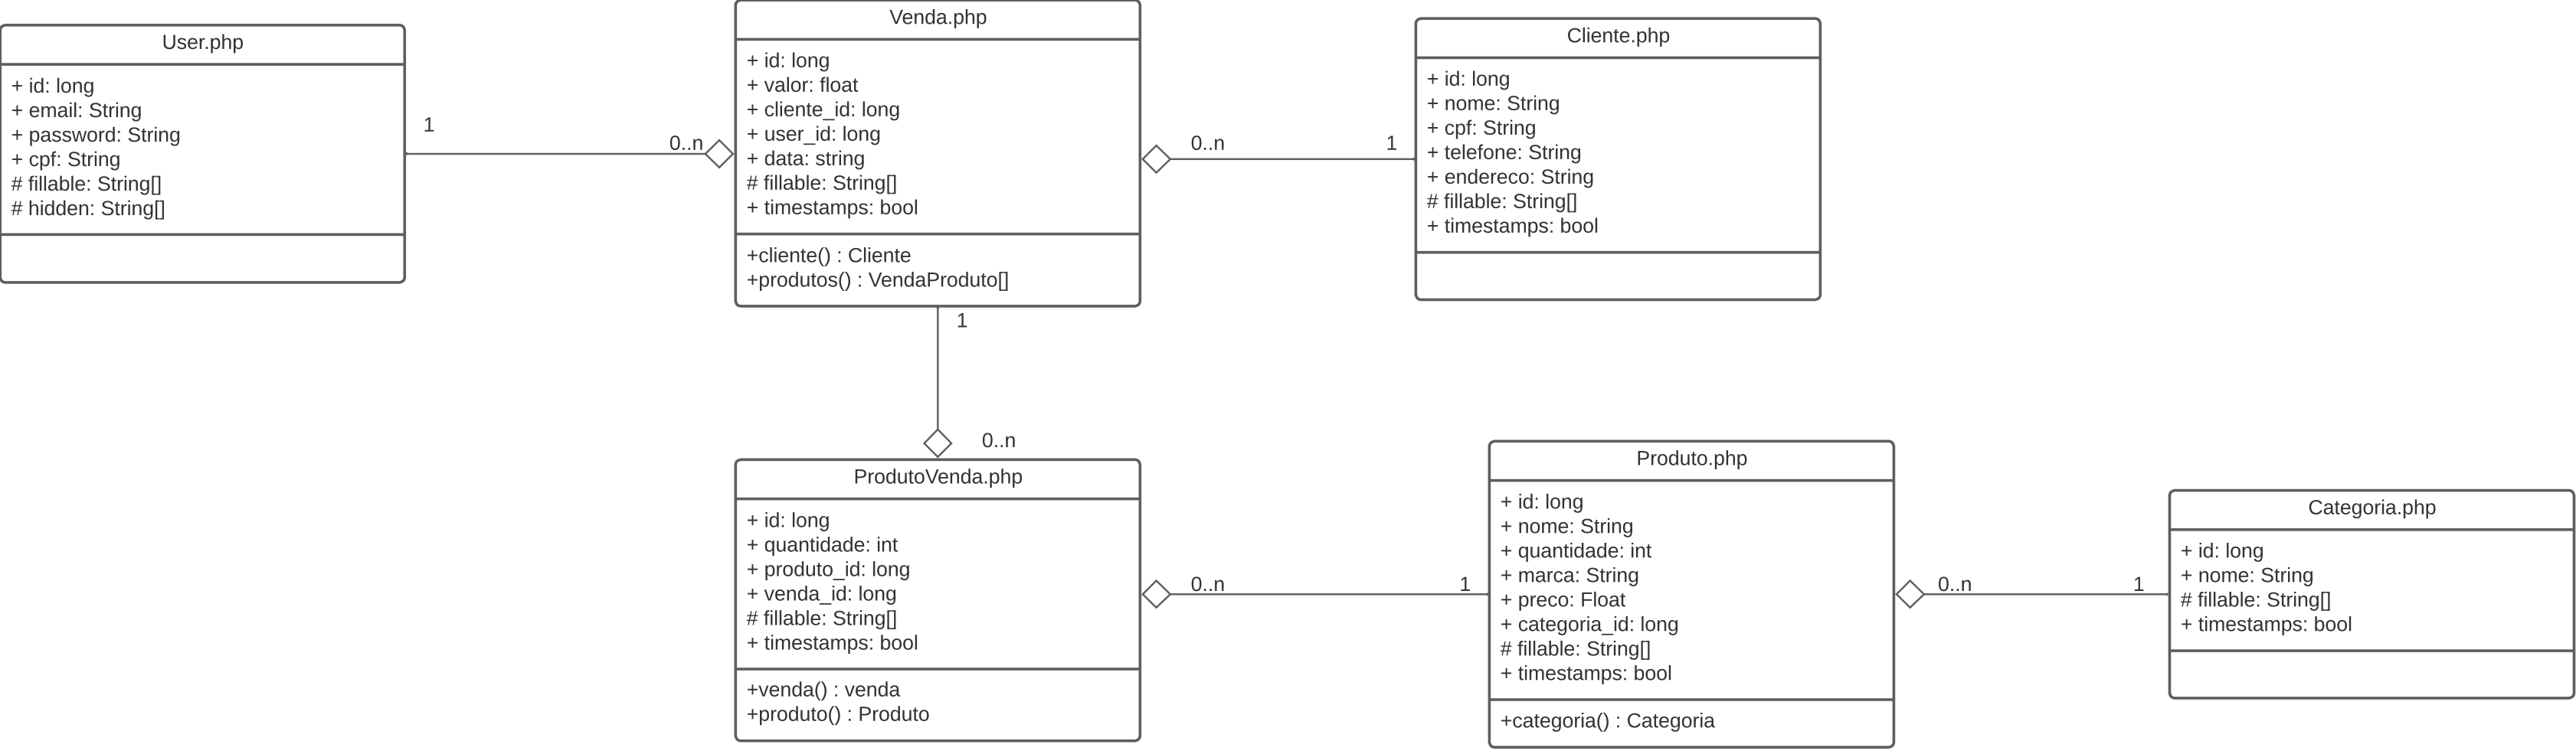 User.php
+ id: long
+ email: String
+ password: String
+ cpf: String
# fillable: String[]
# hidden: String[]
1
0..n
Venda.php
+ id: long
+ valor: float
+ cliente_id: long
+ user_id: long
+ data: string
# fillable: String[]
+ timestamps: bool
+cliente() : Cliente
+produtos() : VendaProduto[]
0..n
1
Cliente.php
+ id: long
+ nome: String
+ cpf: String
+ telefone: String
+ endereco: String
# fillable: String[]
+ timestamps: bool
1
0..n
ProdutoVenda.php
+ id: long
+ quantidade: int
+ produto_id: long
+ venda_id: long
# fillable: String[]
+ timestamps: bool
+venda() : venda
+produto() : Produto
0..n
1
Produto.php
+ id: long
+ nome: String
+ quantidade: int
+ marca: String
+ preco: Float
+ categoria_id: long
# fillable: String[]
+ timestamps: bool
+categoria() : Categoria
0..n
1
Categoria.php
+ id: long
+ nome: String
# fillable: String[]
+ timestamps: bool